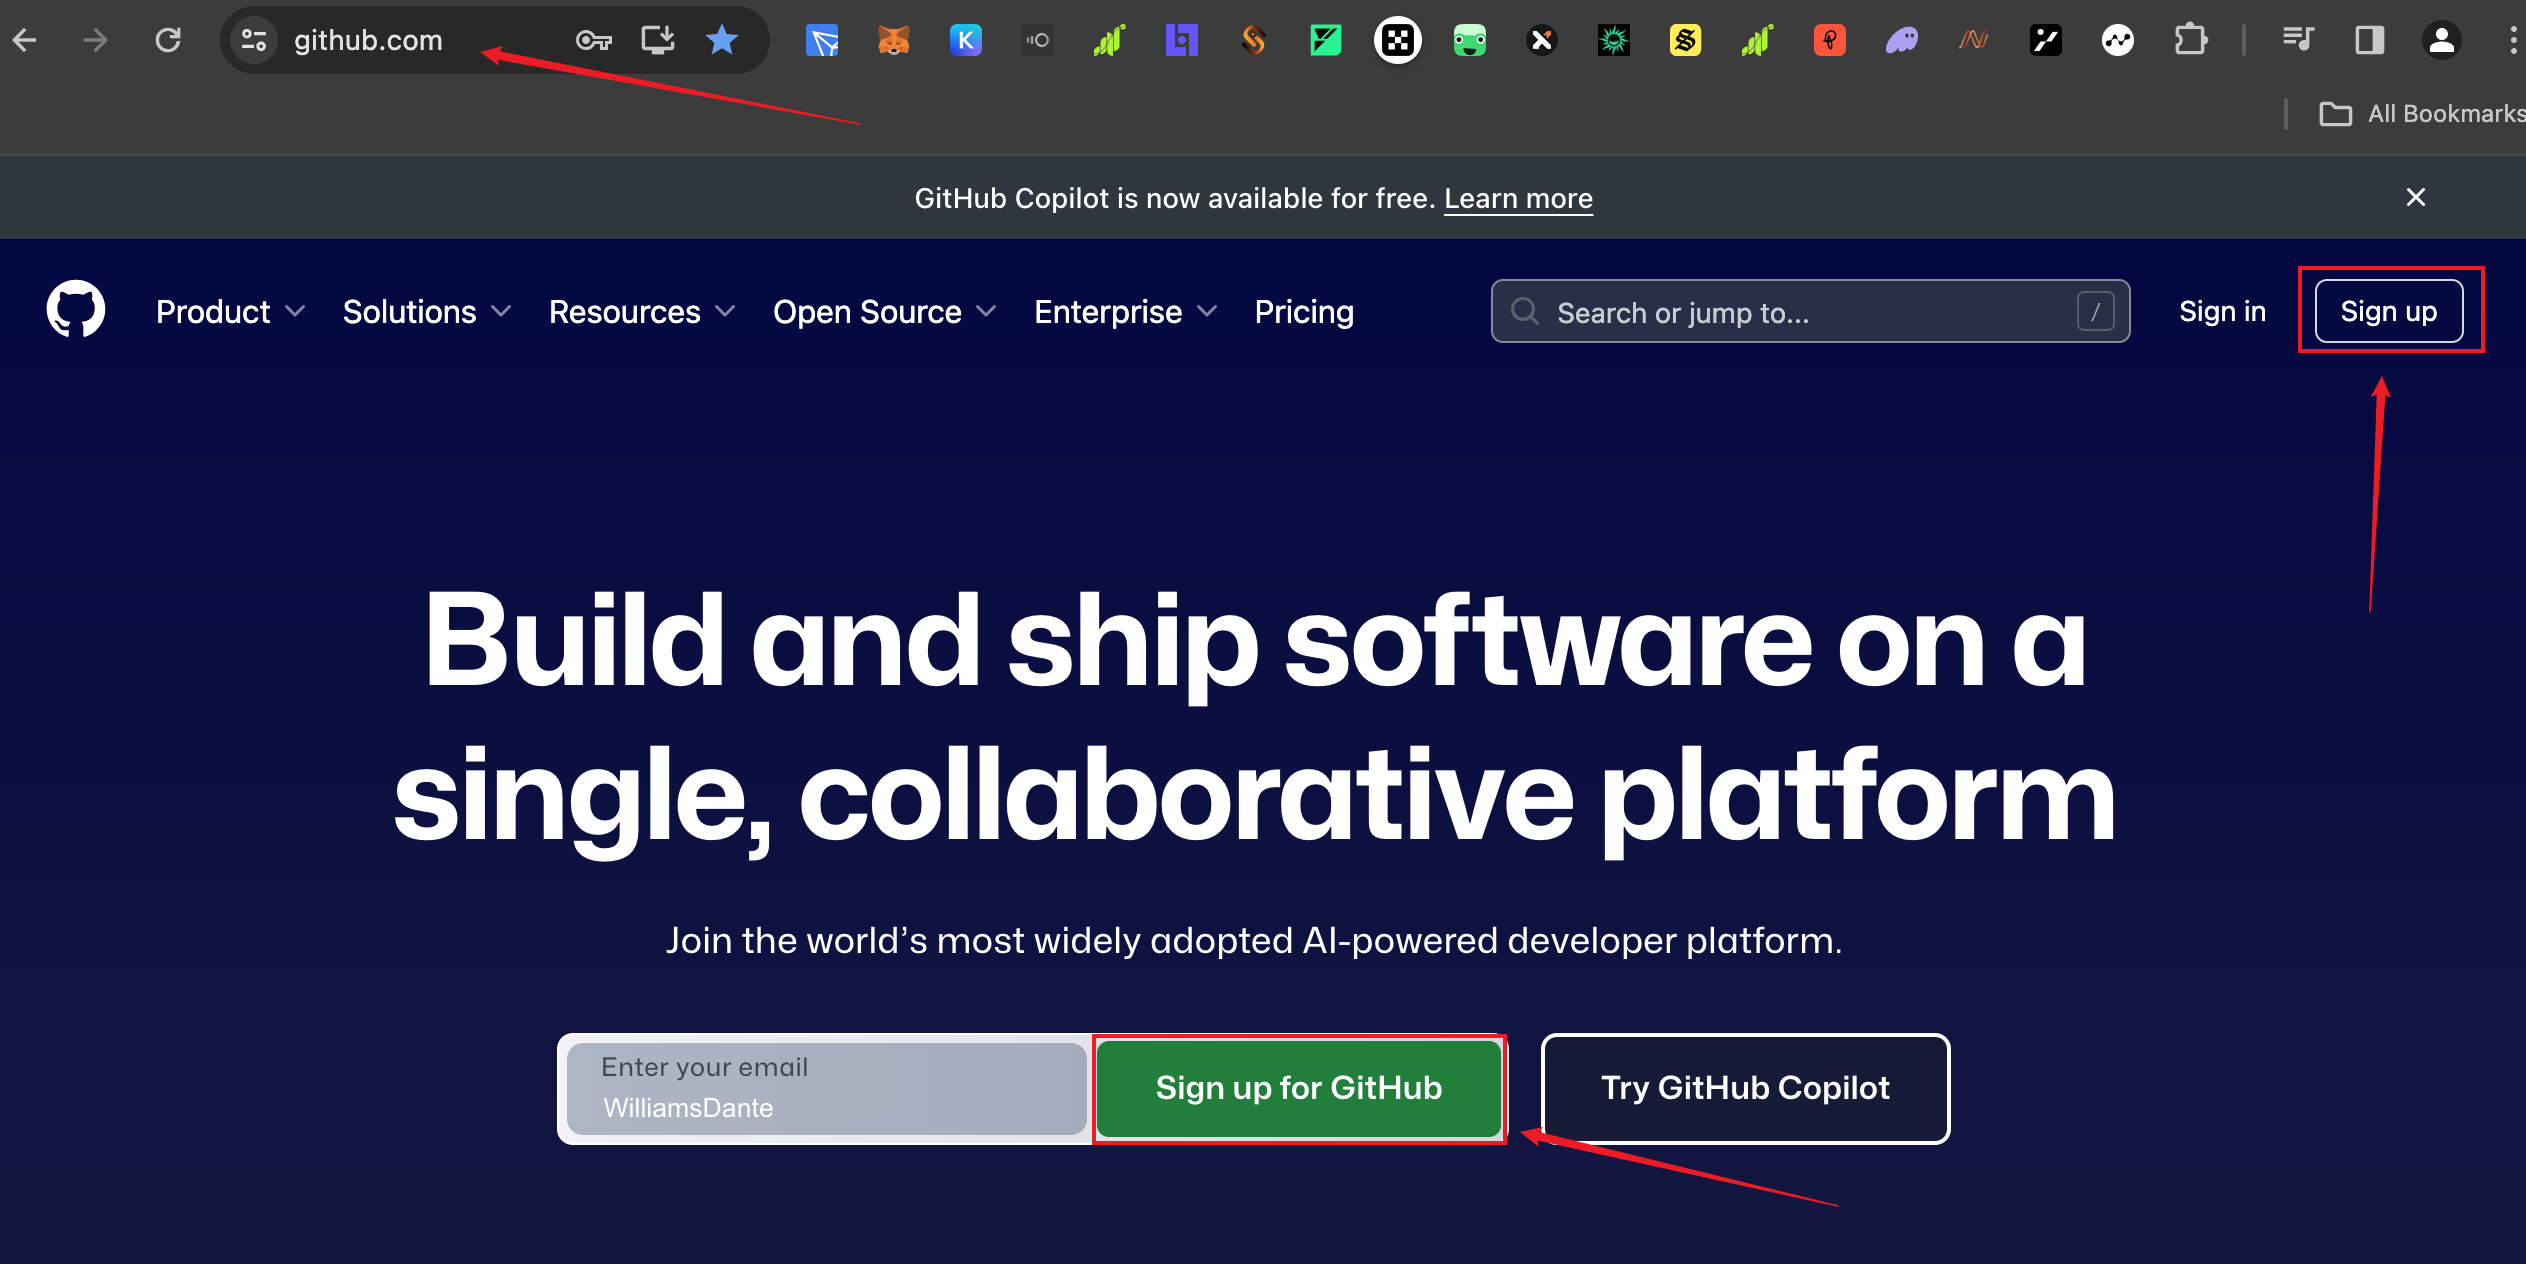 github.com
All Bookmarks
GitHub Copilot is now available for free. Learn more
Product Solutions Resources Open Source Enterprise Pricing Search or jump to... / Sign in Sign up
Build and ship software on a
single, collaborative platform
Join the world’s most widely adopted AI-powered developer platform.
Enter your email
WilliamsDante
Sign up for GitHub
Try GitHub Copilot